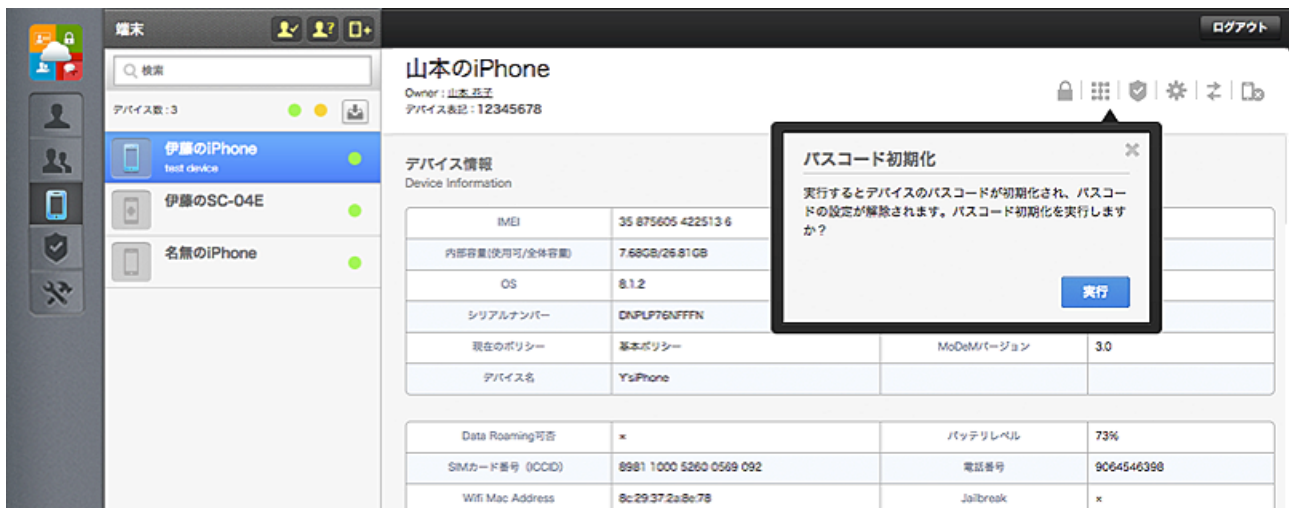 端末
ログアウト
検索
デバイス数：3
伊藤のiPhone
test device
伊藤のSC-04E
名無のiPhone
山本のiPhone
Owner : 山本 花子
デバイス表記 : 12345678
デバイス情報
Device Information
パスコード初期化
実行するとデバイスのパスコードが初期化され、パスコー
ドの設定が解除されます。パスコード初期化を実行します
か？
実行
IMEI 35 875605 422513 6
内部容量(使用可/全体容量) 7.68GB/26.81GB
OS 8.1.2
シリアルナンバー DNPLP76NFFFN
現在のポリシー 基本ポリシー MoDeMバージョン 3.0
デバイス名 Y'siPhone
Data Roaming可否 × バッテリレベル 73%
SIMカード番号（ICCID） 8981 1000 5260 0569 092 電話番号 9064546398
Wifi Mac Address 8c:29:37:2a:8e:78 Jailbreak ×